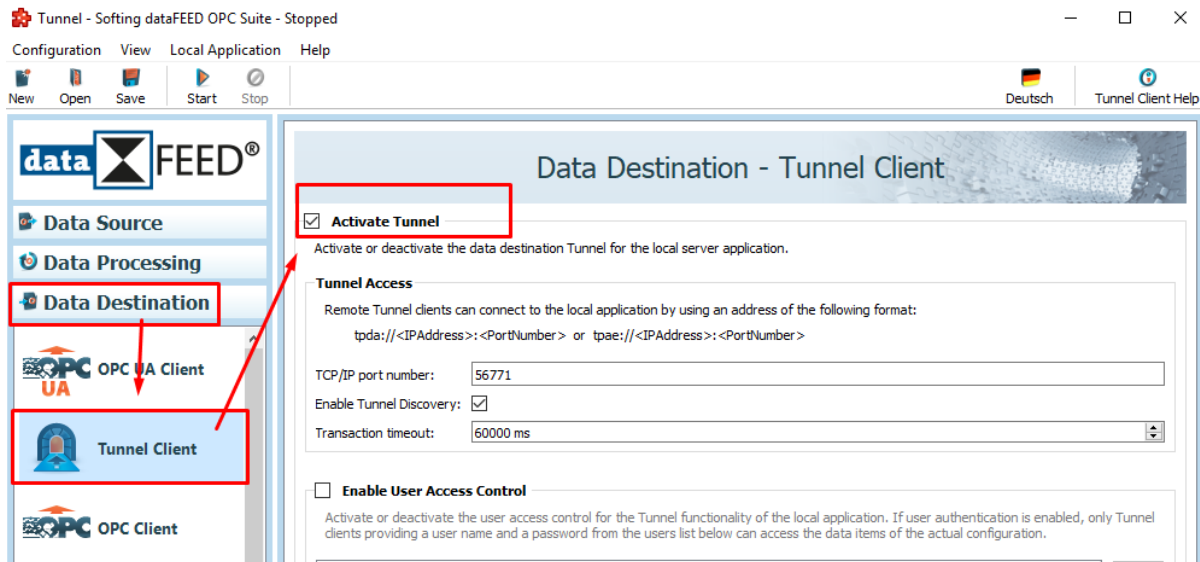 Tunnel - Softing dataFEED OPC Suite - Stopped
Configuration View Local Application Help
New Open Save Start Stop Deutsch Tunnel Client Help
data FEED®
Data Source
Data Processing
Data Destination
OPC UA
OPC UA Client
Tunnel Client
OPC
OPC Client
Data Destination - Tunnel Client
Activate Tunnel
Activate or deactivate the data destination Tunnel for the local server application.
Tunnel Access
Remote Tunnel clients can connect to the local application by using an address of the following format:
tpda://<IPAddress>:<PortNumber> or tpae://<IPAddress>:<PortNumber>
TCP/IP port number: 56771
Enable Tunnel Discovery:
Transaction timeout: 60000 ms
Enable User Access Control
Activate or deactivate the user access control for the Tunnel functionality of the local application. If user authentication is enabled, only Tunnel
clients providing a user name and a password from the users list below can access the data items of the actual configuration.